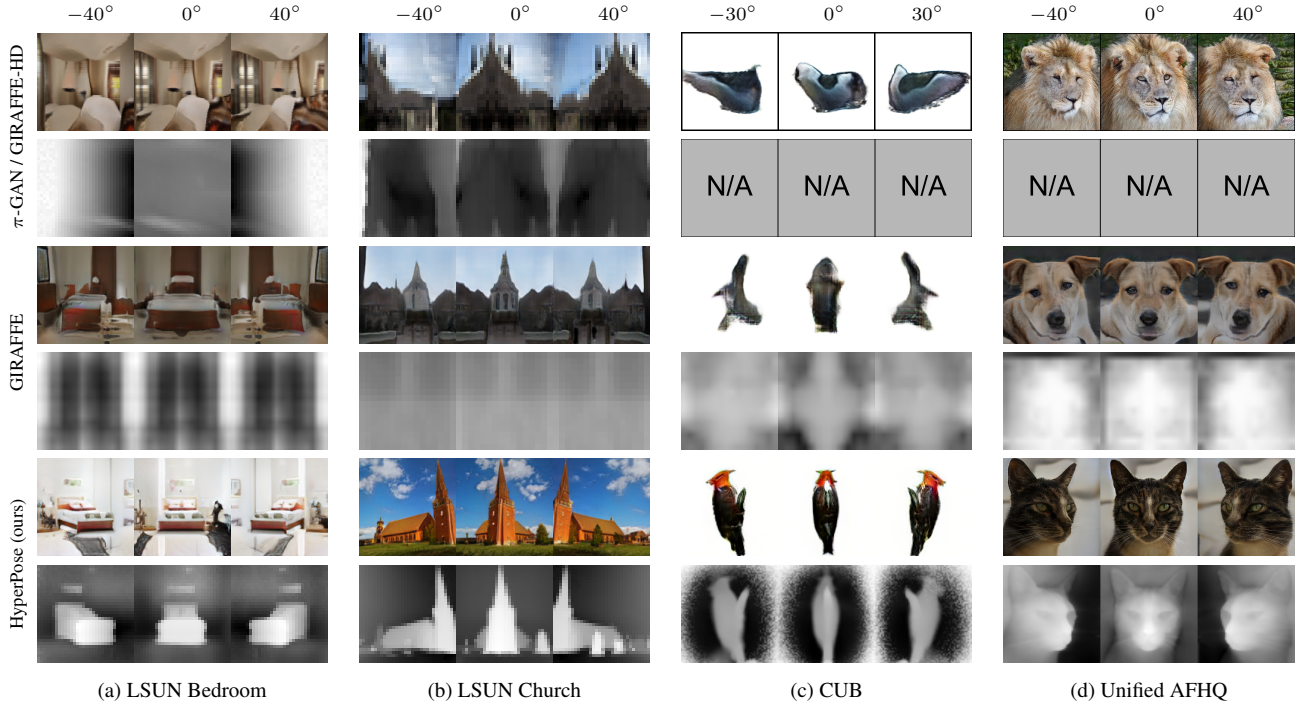 −40° 0° 40° −40° 0° 40° −30° 0° 30° −40° 0° 40°
π-GAN / GIRAFFE-HD
N/A N/A N/A N/A N/A N/A
GIRAFFE
HyperPose (ours)
(a) LSUN Bedroom (b) LSUN Church (c) CUB (d) Unified AFHQ